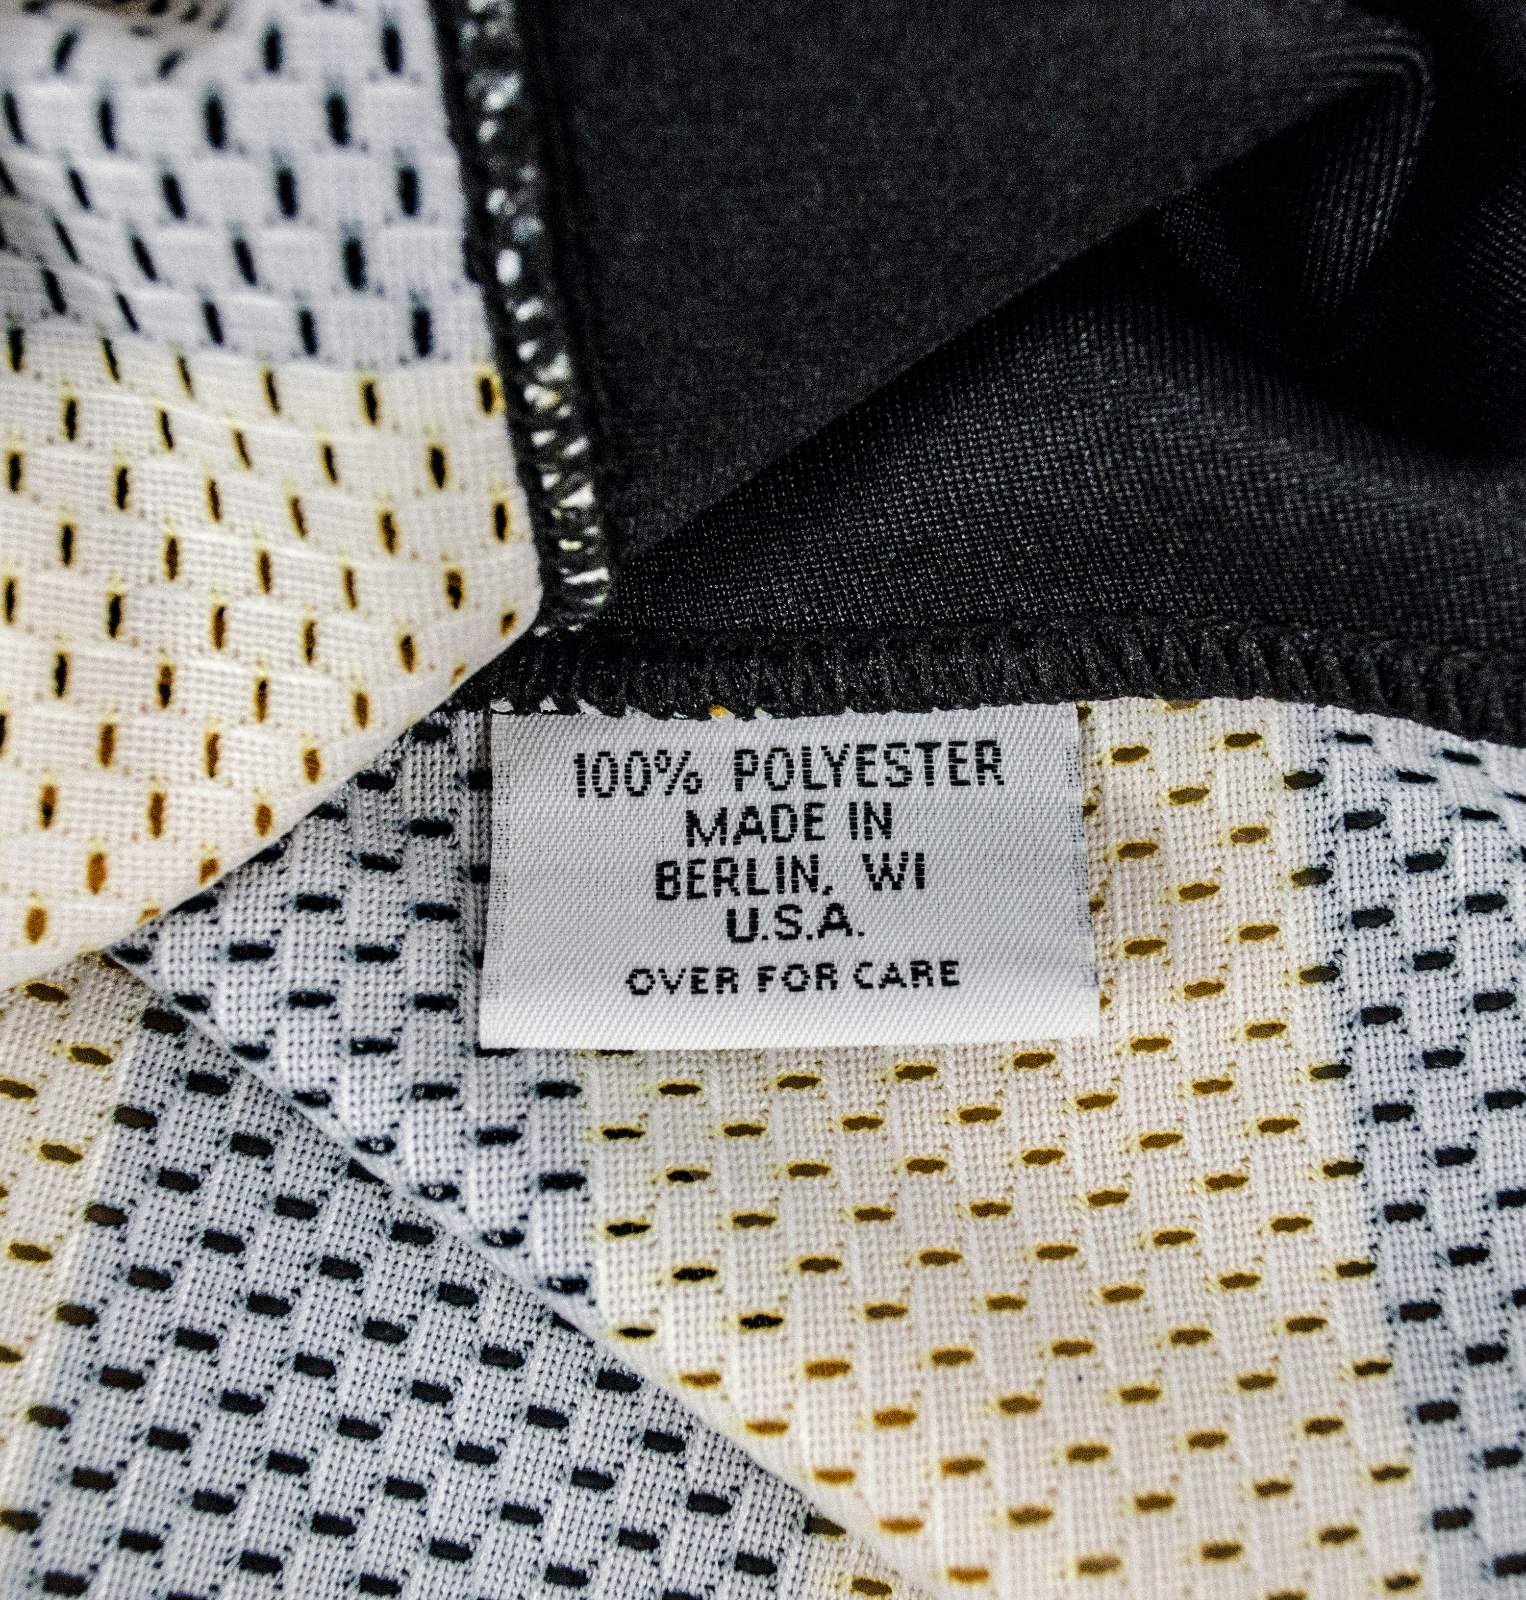 100% POLYESTER
MADE IN
BERLIN, WI
U.S.A.
OVER FOR CARE